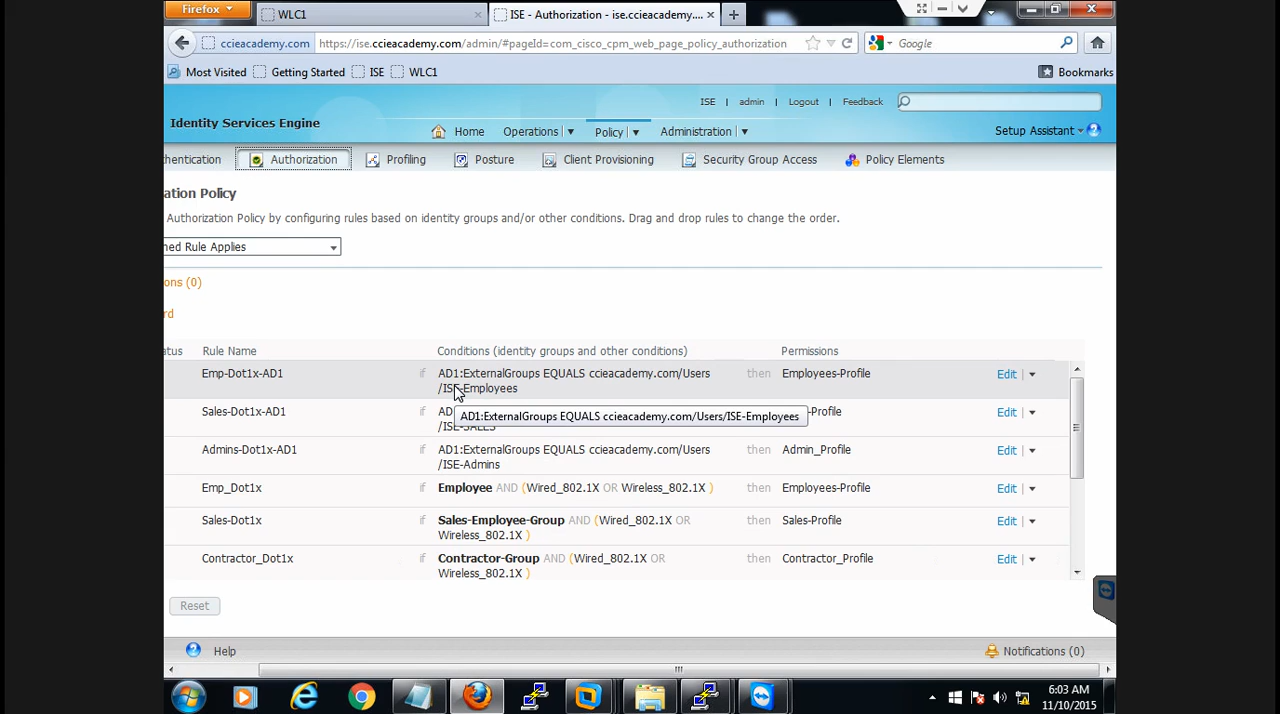 Firefox
WLC1
ISE - Authorization - ise.ccieacademy....
ccieacademy.com
https://ise.ccieacademy.com/admin/#pageId=com_cisco_cpm_web_page_policy_authorization
Google
Most Visited
Getting Started
ISE
WLC1
Bookmarks
ISE | admin | Logout | Feedback
Identity Services Engine
Home
Operations
Policy
Administration
Setup Assistant
thentication
Authorization
Profiling
Posture
Client Provisioning
Security Group Access
Policy Elements
ation Policy
Authorization Policy by configuring rules based on identity groups and/or other conditions. Drag and drop rules to change the order.
ned Rule Applies
ons (0)
rd
atus
Rule Name
Conditions (identity groups and other conditions)
Permissions
Emp-Dot1x-AD1
if
AD1:ExternalGroups EQUALS ccieacademy.com/Users
/ISE-Employees
then
Employees-Profile
Edit
Sales-Dot1x-AD1
if
AD
/ISE-SALES
-Profile
Edit
AD1:ExternalGroups EQUALS ccieacademy.com/Users/ISE-Employees
Admins-Dot1x-AD1
if
AD1:ExternalGroups EQUALS ccieacademy.com/Users
/ISE-Admins
then
Admin_Profile
Edit
Emp_Dot1x
if
Employee AND (Wired_802.1X OR Wireless_802.1X )
then
Employees-Profile
Edit
Sales-Dot1x
if
Sales-Employee-Group AND (Wired_802.1X OR
Wireless_802.1X )
then
Sales-Profile
Edit
Contractor_Dot1x
if
Contractor-Group AND (Wired_802.1X OR
Wireless_802.1X )
then
Contractor_Profile
Edit
Reset
Help
Notifications (0)
6:03 AM
11/10/2015